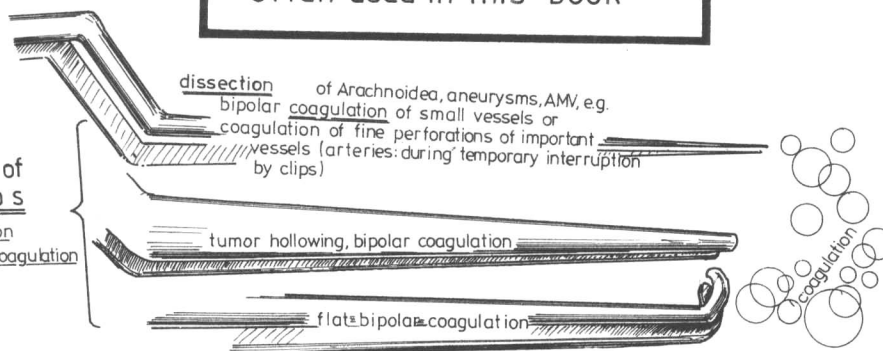 Often used in this Book
dissection of Arachnoidea, aneurysms, AMV, e.g.
bipolar coagulation of small vessels or
coagulation of fine perforations of important
vessels (arteries: during temporary interruption
by clips)
of
s
on
coagulation
tumor hollowing, bipolar coagulation
flat bipolar coagulation
coagulation